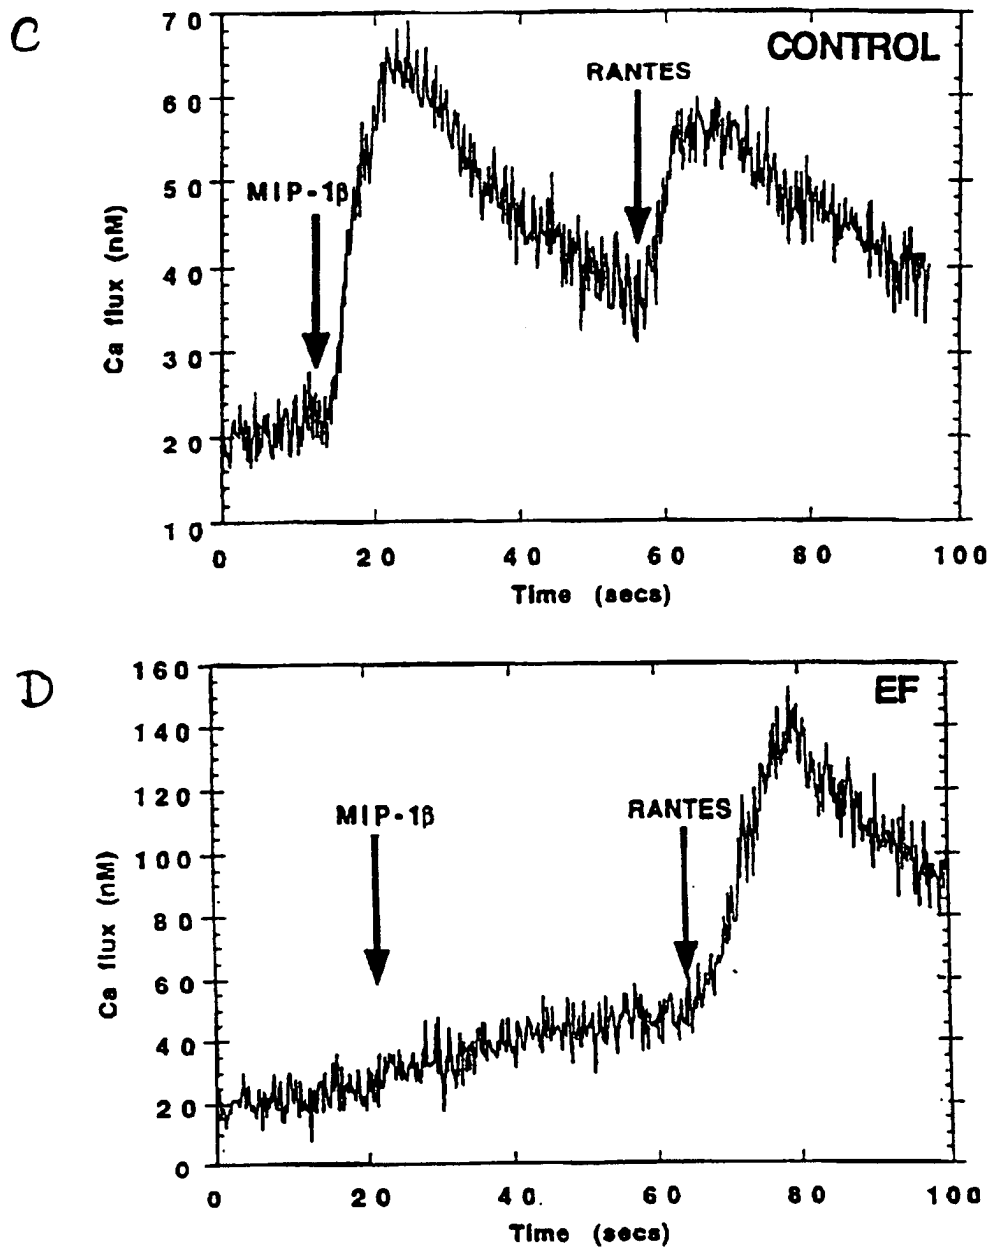 C
CONTROL
RANTES
MIP-1β
Ca flux (nM)
70
60
50
40
30
20
10
0 20 40 60 80 100
Time (secs)
D
EF
MIP-1β
RANTES
Ca flux (nM)
160
140
120
100
80
60
40
20
0
0 20 40. 60 80 100
Time (secs)